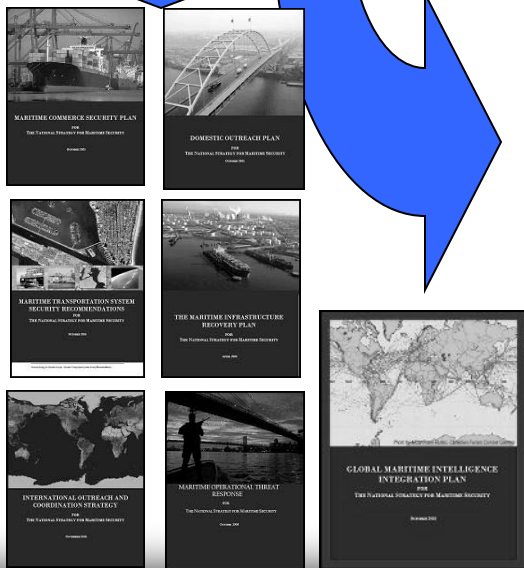 MARITIME COMMERCE SECURITY PLAN
FOR
THE NATIONAL STRATEGY FOR MARITIME SECURITY
DOMESTIC OUTREACH PLAN
FOR
THE NATIONAL STRATEGY FOR MARITIME SECURITY
MARITIME TRANSPORTATION SYSTEM
SECURITY RECOMMENDATIONS
FOR
THE NATIONAL STRATEGY FOR MARITIME SECURITY
THE MARITIME INFRASTRUCTURE
RECOVERY PLAN
FOR
THE NATIONAL STRATEGY FOR MARITIME SECURITY
INTERNATIONAL OUTREACH AND
COORDINATION STRATEGY
FOR
THE NATIONAL STRATEGY FOR MARITIME SECURITY
MARITIME OPERATIONAL THREAT
RESPONSE
FOR
THE NATIONAL STRATEGY FOR MARITIME SECURITY
GLOBAL MARITIME INTELLIGENCE
INTEGRATION PLAN
FOR
THE NATIONAL STRATEGY FOR MARITIME SECURITY